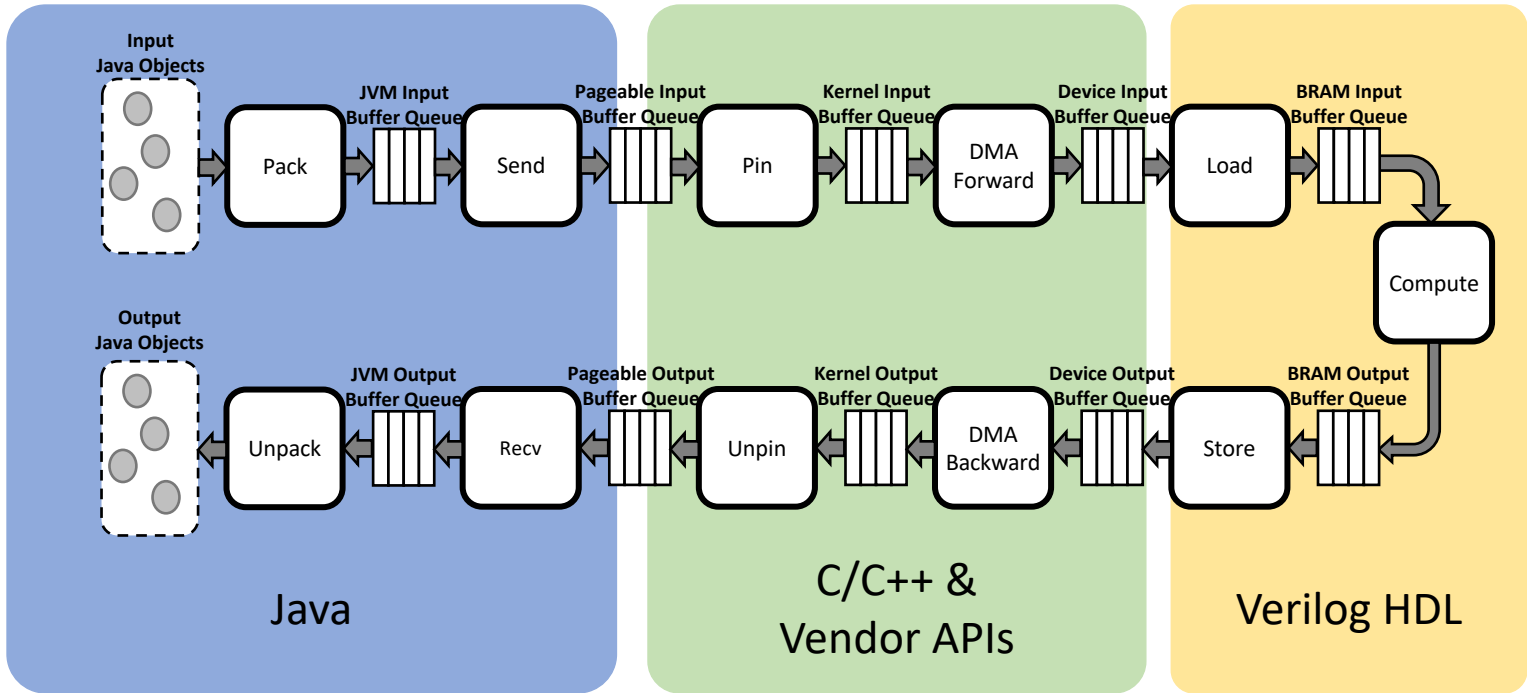 Input
Java Objects
JVM Input
Buffer Queue
Pageable Input
Buffer Queue
Kernel Input
Buffer Queue
Device Input
Buffer Queue
BRAM Input
Buffer Queue
Pack
Send
Pin
DMA
Forward
Load
Compute
Output
Java Objects
JVM Output
Buffer Queue
Pageable Output
Buffer Queue
Kernel Output
Buffer Queue
Device Output
Buffer Queue
BRAM Output
Buffer Queue
Unpack
Recv
Unpin
DMA
Backward
Store
Java
C/C++ &
Vendor APIs
Verilog HDL